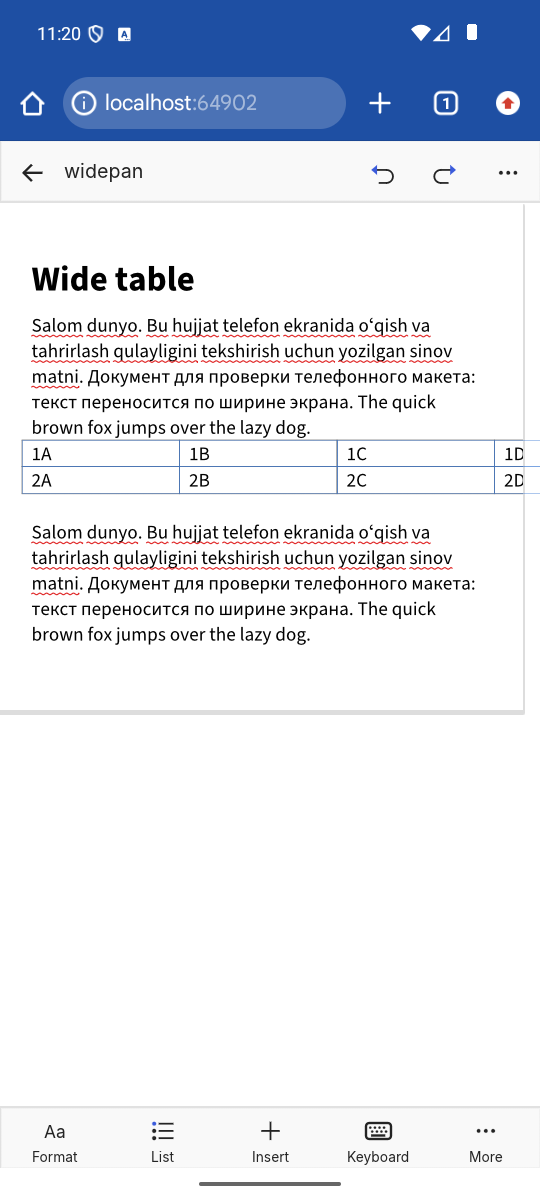 11:20
localhost:64902
1
widepan
Wide table
Salom dunyo. Bu hujjat telefon ekranida oʻqish va
tahrirlash qulayligini tekshirish uchun yozilgan sinov
matni. Документ для проверки телефонного макета:
текст переносится по ширине экрана. The quick
brown fox jumps over the lazy dog.
1A 1B 1C 1D
2A 2B 2C 2D
Salom dunyo. Bu hujjat telefon ekranida oʻqish va
tahrirlash qulayligini tekshirish uchun yozilgan sinov
matni. Документ для проверки телефонного макета:
текст переносится по ширине экрана. The quick
brown fox jumps over the lazy dog.
Aa
Format List Insert Keyboard More